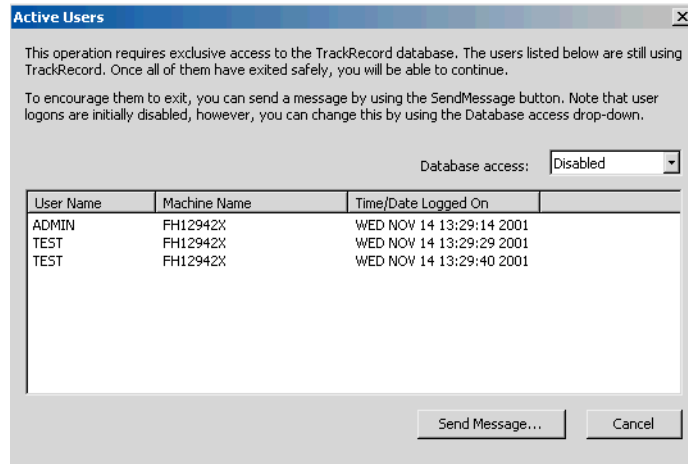 Active Users
This operation requires exclusive access to the TrackRecord database. The users listed below are still using
TrackRecord. Once all of them have exited safely, you will be able to continue.
To encourage them to exit, you can send a message by using the SendMessage button. Note that user
logons are initially disabled, however, you can change this by using the Database access drop-down.
Database access: Disabled
User Name Machine Name Time/Date Logged On
ADMIN FH12942X WED NOV 14 13:29:14 2001
TEST FH12942X WED NOV 14 13:29:29 2001
TEST FH12942X WED NOV 14 13:29:40 2001
Send Message... Cancel